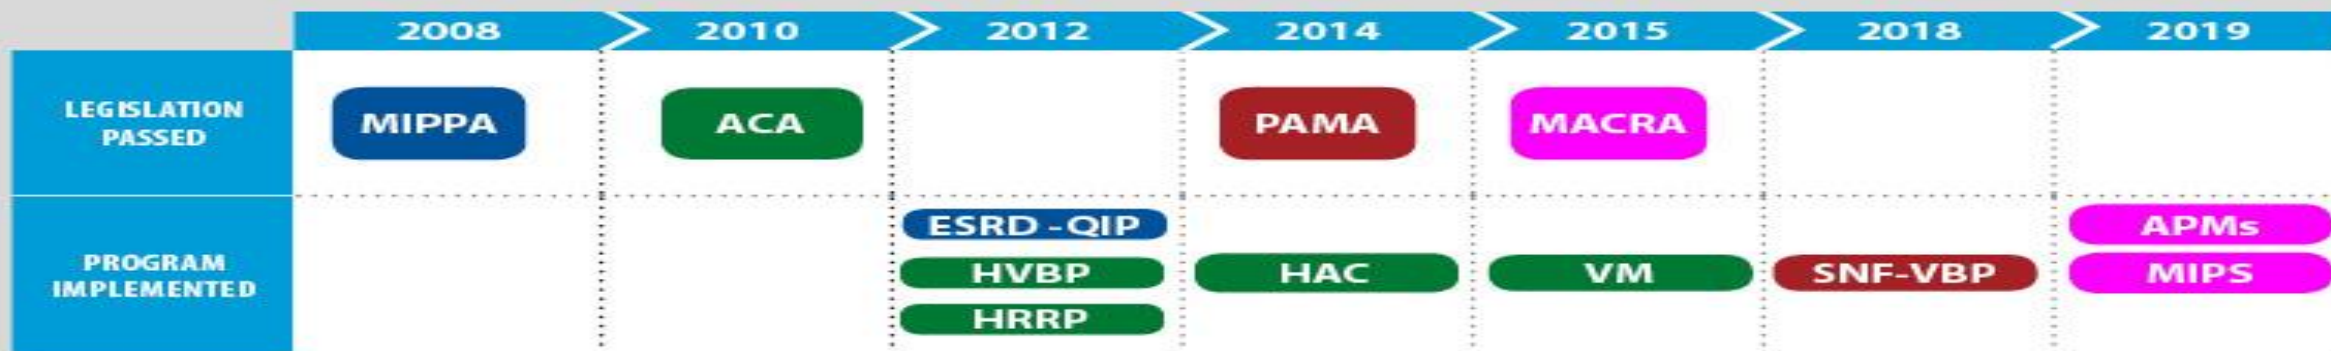 2008 2010 2012 2014 2015 2018 2019
LEGISLATION
PASSED
MIPPA ACA PAMA MACRA
PROGRAM
IMPLEMENTED
ESRD -QIP APMs
HVBP HAC VM SNF-VBP MIPS
HRRP